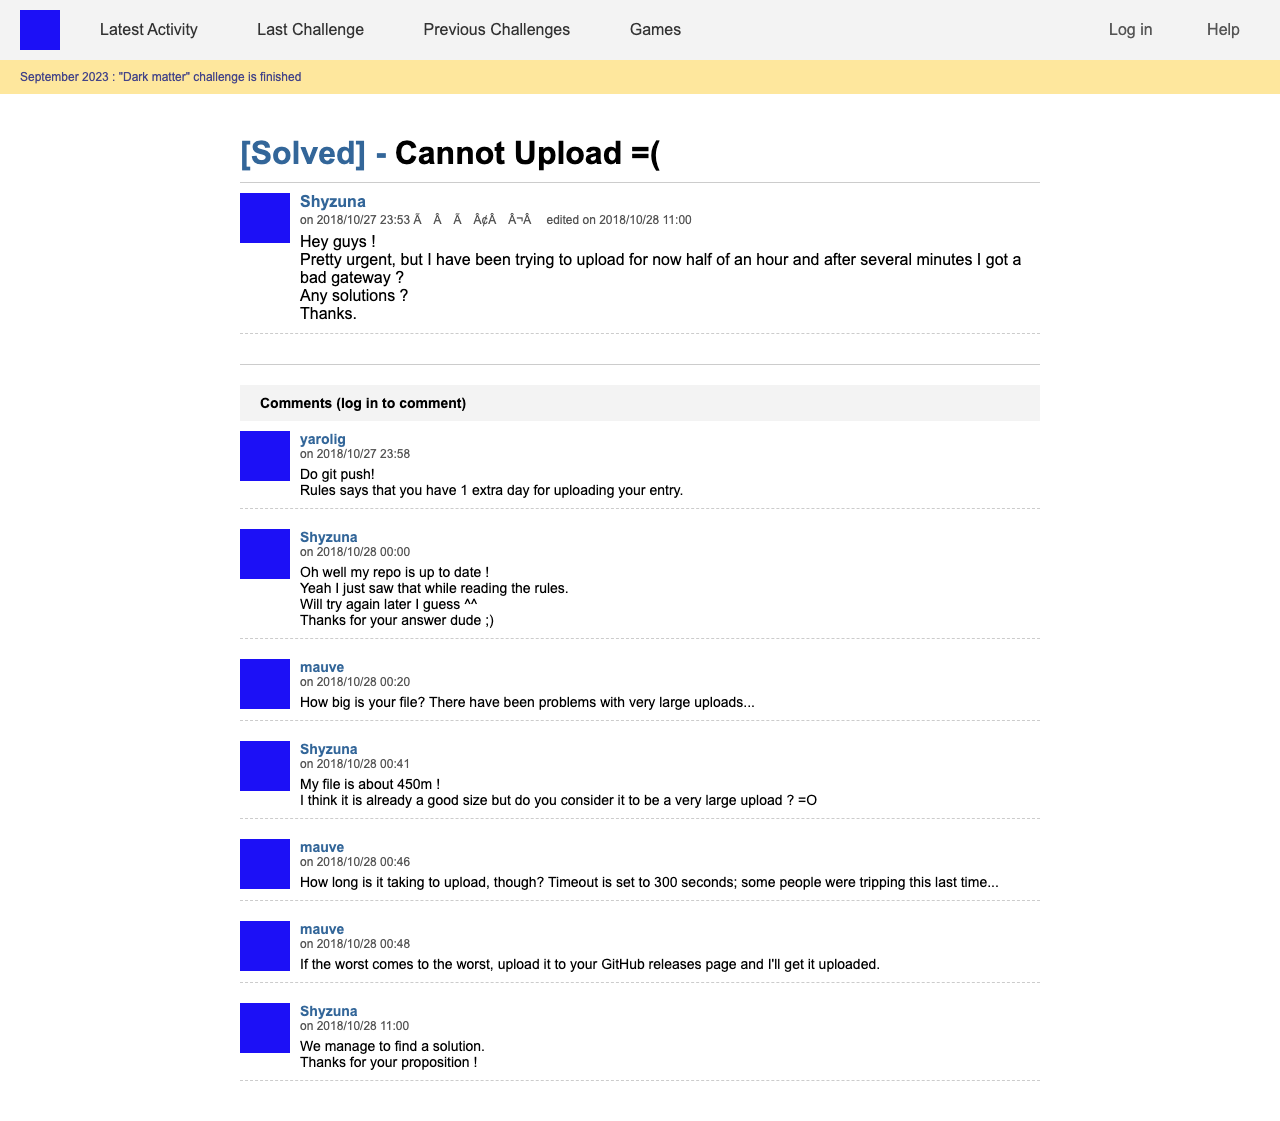 Latest Activity Last Challenge Previous Challenges Games Log in Help
September 2023 : "Dark matter" challenge is finished
[Solved] - Cannot Upload =(
Shyzuna
on 2018/10/27 23:53 Ã Â Ã Â¢Â Â¬Â edited on 2018/10/28 11:00
Hey guys !
Pretty urgent, but I have been trying to upload for now half of an hour and after several minutes I got a
bad gateway ?
Any solutions ?
Thanks.
Comments (log in to comment)
yarolig
on 2018/10/27 23:58
Do git push!
Rules says that you have 1 extra day for uploading your entry.
Shyzuna
on 2018/10/28 00:00
Oh well my repo is up to date !
Yeah I just saw that while reading the rules.
Will try again later I guess ^^
Thanks for your answer dude ;)
mauve
on 2018/10/28 00:20
How big is your file? There have been problems with very large uploads...
Shyzuna
on 2018/10/28 00:41
My file is about 450m !
I think it is already a good size but do you consider it to be a very large upload ? =O
mauve
on 2018/10/28 00:46
How long is it taking to upload, though? Timeout is set to 300 seconds; some people were tripping this last time...
mauve
on 2018/10/28 00:48
If the worst comes to the worst, upload it to your GitHub releases page and I'll get it uploaded.
Shyzuna
on 2018/10/28 11:00
We manage to find a solution.
Thanks for your proposition !